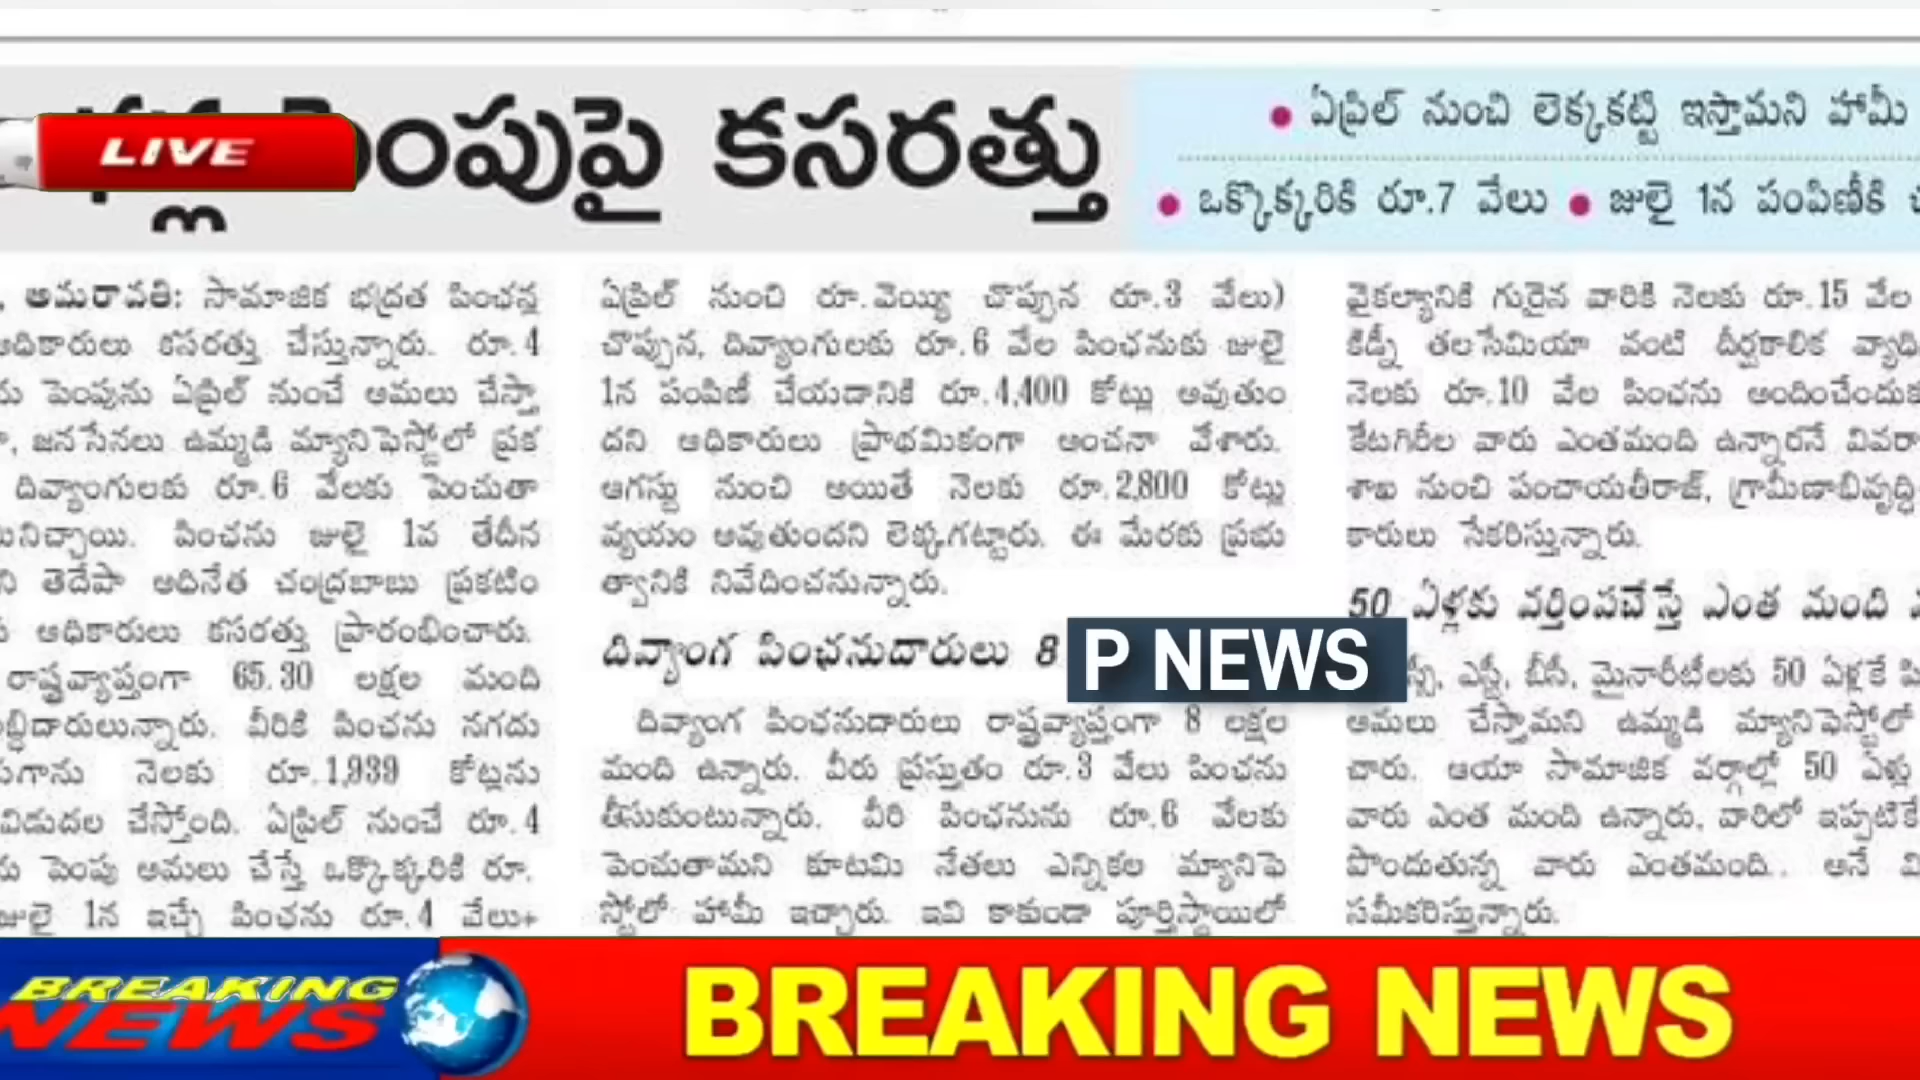 LIVE
పెంపుపై కసరత్తు
• ఏప్రిల్ నుంచి లెక్కకట్టి ఇస్తామని హామీ
• ఒక్కొక్కరికి రూ.7 వేలు • జులై 1న పంపిణీకి
అమరావతి: సామాజిక భద్రత పింఛన్ల
అధికారులు కసరత్తు చేస్తున్నారు. రూ.4
పెంపును ఏప్రిల్ నుంచే అమలు చేస్తా
జనసేనలు ఉమ్మడి మ్యానిఫెస్టోలో ప్రక
దివ్యాంగులకు రూ.6 వేలకు పెంచుతా
మనిచ్చాయి. పింఛను జులై 1వ తేదీన
ని తెదేపా అధినేత చంద్రబాబు ప్రకటిం
అధికారులు కసరత్తు ప్రారంభించారు.
రాష్ట్రవ్యాప్తంగా 65.30 లక్షల మంది
బ్ధిదారులున్నారు. వీరికి పింఛను నగదు
నెలకు రూ.1,939 కోట్లను
విడుదల చేస్తోంది. ఏప్రిల్ నుంచే రూ.4
పెంపు అమలు చేస్తే ఒక్కొక్కరికి రూ.
జులై 1న ఇచ్చే పింఛను రూ.4 వేలు+
ఏప్రిల్ నుంచి రూ.వెయ్యి చొప్పున రూ.3 వేలు)
చొప్పున, దివ్యాంగులకు రూ.6 వేల పింఛనుకు జులై
1న పంపిణీ చేయడానికి రూ.4,400 కోట్లు అవుతుం
దని అధికారులు ప్రాథమికంగా అంచనా వేశారు.
ఆగస్టు నుంచి అయితే నెలకు రూ.2,800 కోట్లు
వ్యయం అవుతుందని లెక్కగట్టారు. ఈ మేరకు ప్రభు
త్వానికి నివేదించనున్నారు.
దివ్యాంగ పింఛనుదారులు 8
దివ్యాంగ పింఛనుదారులు రాష్ట్రవ్యాప్తంగా 8 లక్షల
మంది ఉన్నారు. వీరు ప్రస్తుతం రూ.3 వేలు పింఛను
తీసుకుంటున్నారు. వీరి పింఛనును రూ.6 వేలకు
పెంచుతామని కూటమి నేతలు ఎన్నికల మ్యానిఫె
స్టోలో హామీ ఇచ్చారు. ఇవి కాకుండా పూర్తిస్థాయిలో
వైకల్యానికి గురైన వారికి నెలకు రూ.15 వేల
కిడ్నీ తలసేమియా వంటి దీర్ఘకాలిక వ్యాధి
నెలకు రూ.10 వేల పింఛను అందించేందుకు
కేటగిరీల వారు ఎంతమంది ఉన్నారనే వివరా
శాఖ నుంచి పంచాయతీరాజ్, గ్రామీణాభివృద్ధి
కారులు సేకరిస్తున్నారు.
50 ఏళ్లకు వర్తింపచేస్తే ఎంత మంది
ఎస్సీ, ఎస్టీ, బీసీ, మైనారిటీలకు 50 ఏళ్లకే పిం
అమలు చేస్తామని ఉమ్మడి మ్యానిఫెస్టోలో
చారు. ఆయా సామాజిక వర్గాల్లో 50 ఏళ్లు
వారు ఎంత మంది ఉన్నారు, వారిలో ఇప్పటికే
పొందుతున్న వారు ఎంతమంది.. అనే వి
సమీకరిస్తున్నారు.
P NEWS
BREAKING
NEWS
BREAKING NEWS